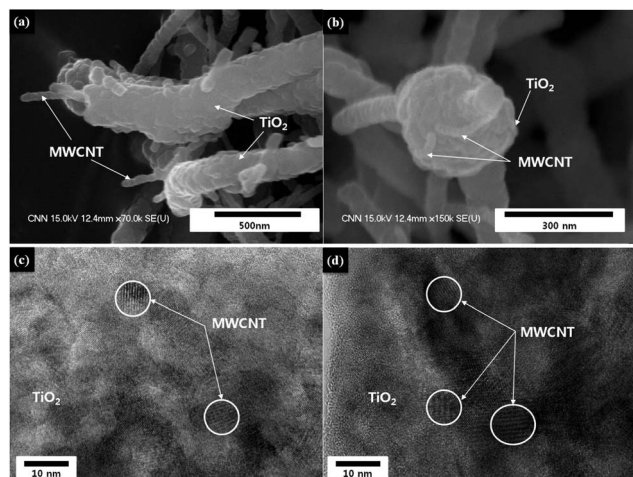 (a)
TiO₂
TiO₂
MWCNT
CNN 15.0kV 12.4mm x70.0k SE(U)
500nm
(b)
TiO₂
MWCNT
CNN 15.0kV 12.4mm x150k SE(U)
300 nm
(c)
MWCNT
TiO₂
10 nm
(d)
MWCNT
TiO₂
10 nm